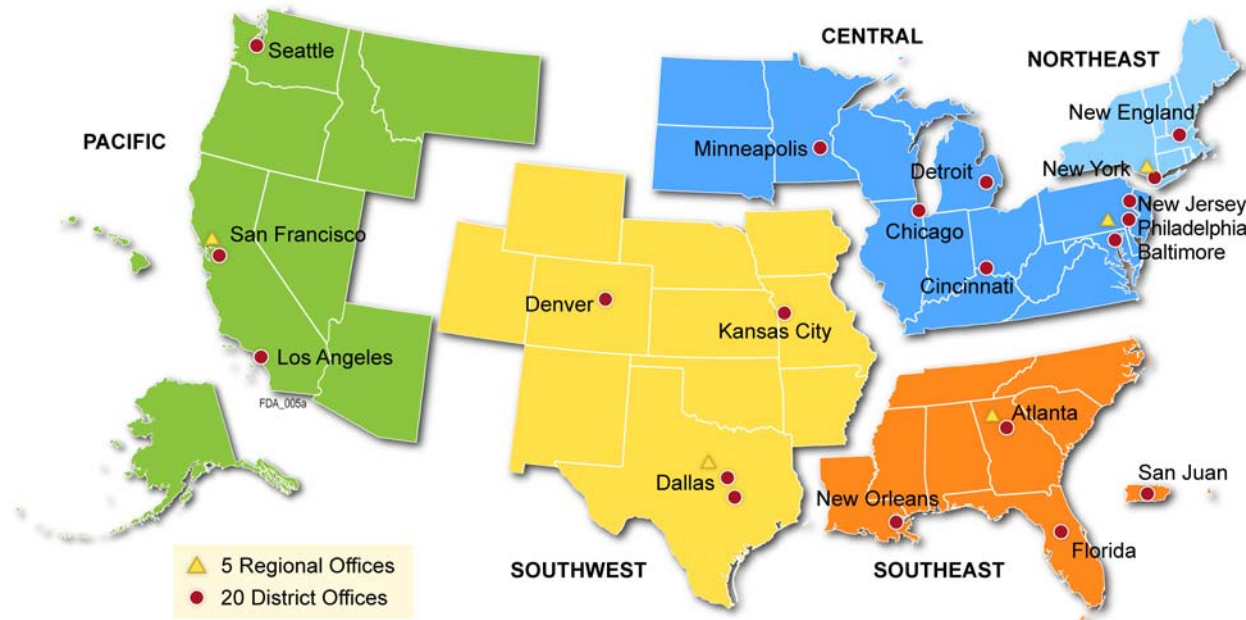 CENTRAL
NORTHEAST
PACIFIC
Seattle
San Francisco
Los Angeles
FDA_005a
Minneapolis
Detroit
Chicago
Cincinnati
New England
New York
New Jersey
Philadelphia
Baltimore
Denver
Kansas City
Dallas
SOUTHWEST
Atlanta
New Orleans
San Juan
Florida
SOUTHEAST
5 Regional Offices
20 District Offices